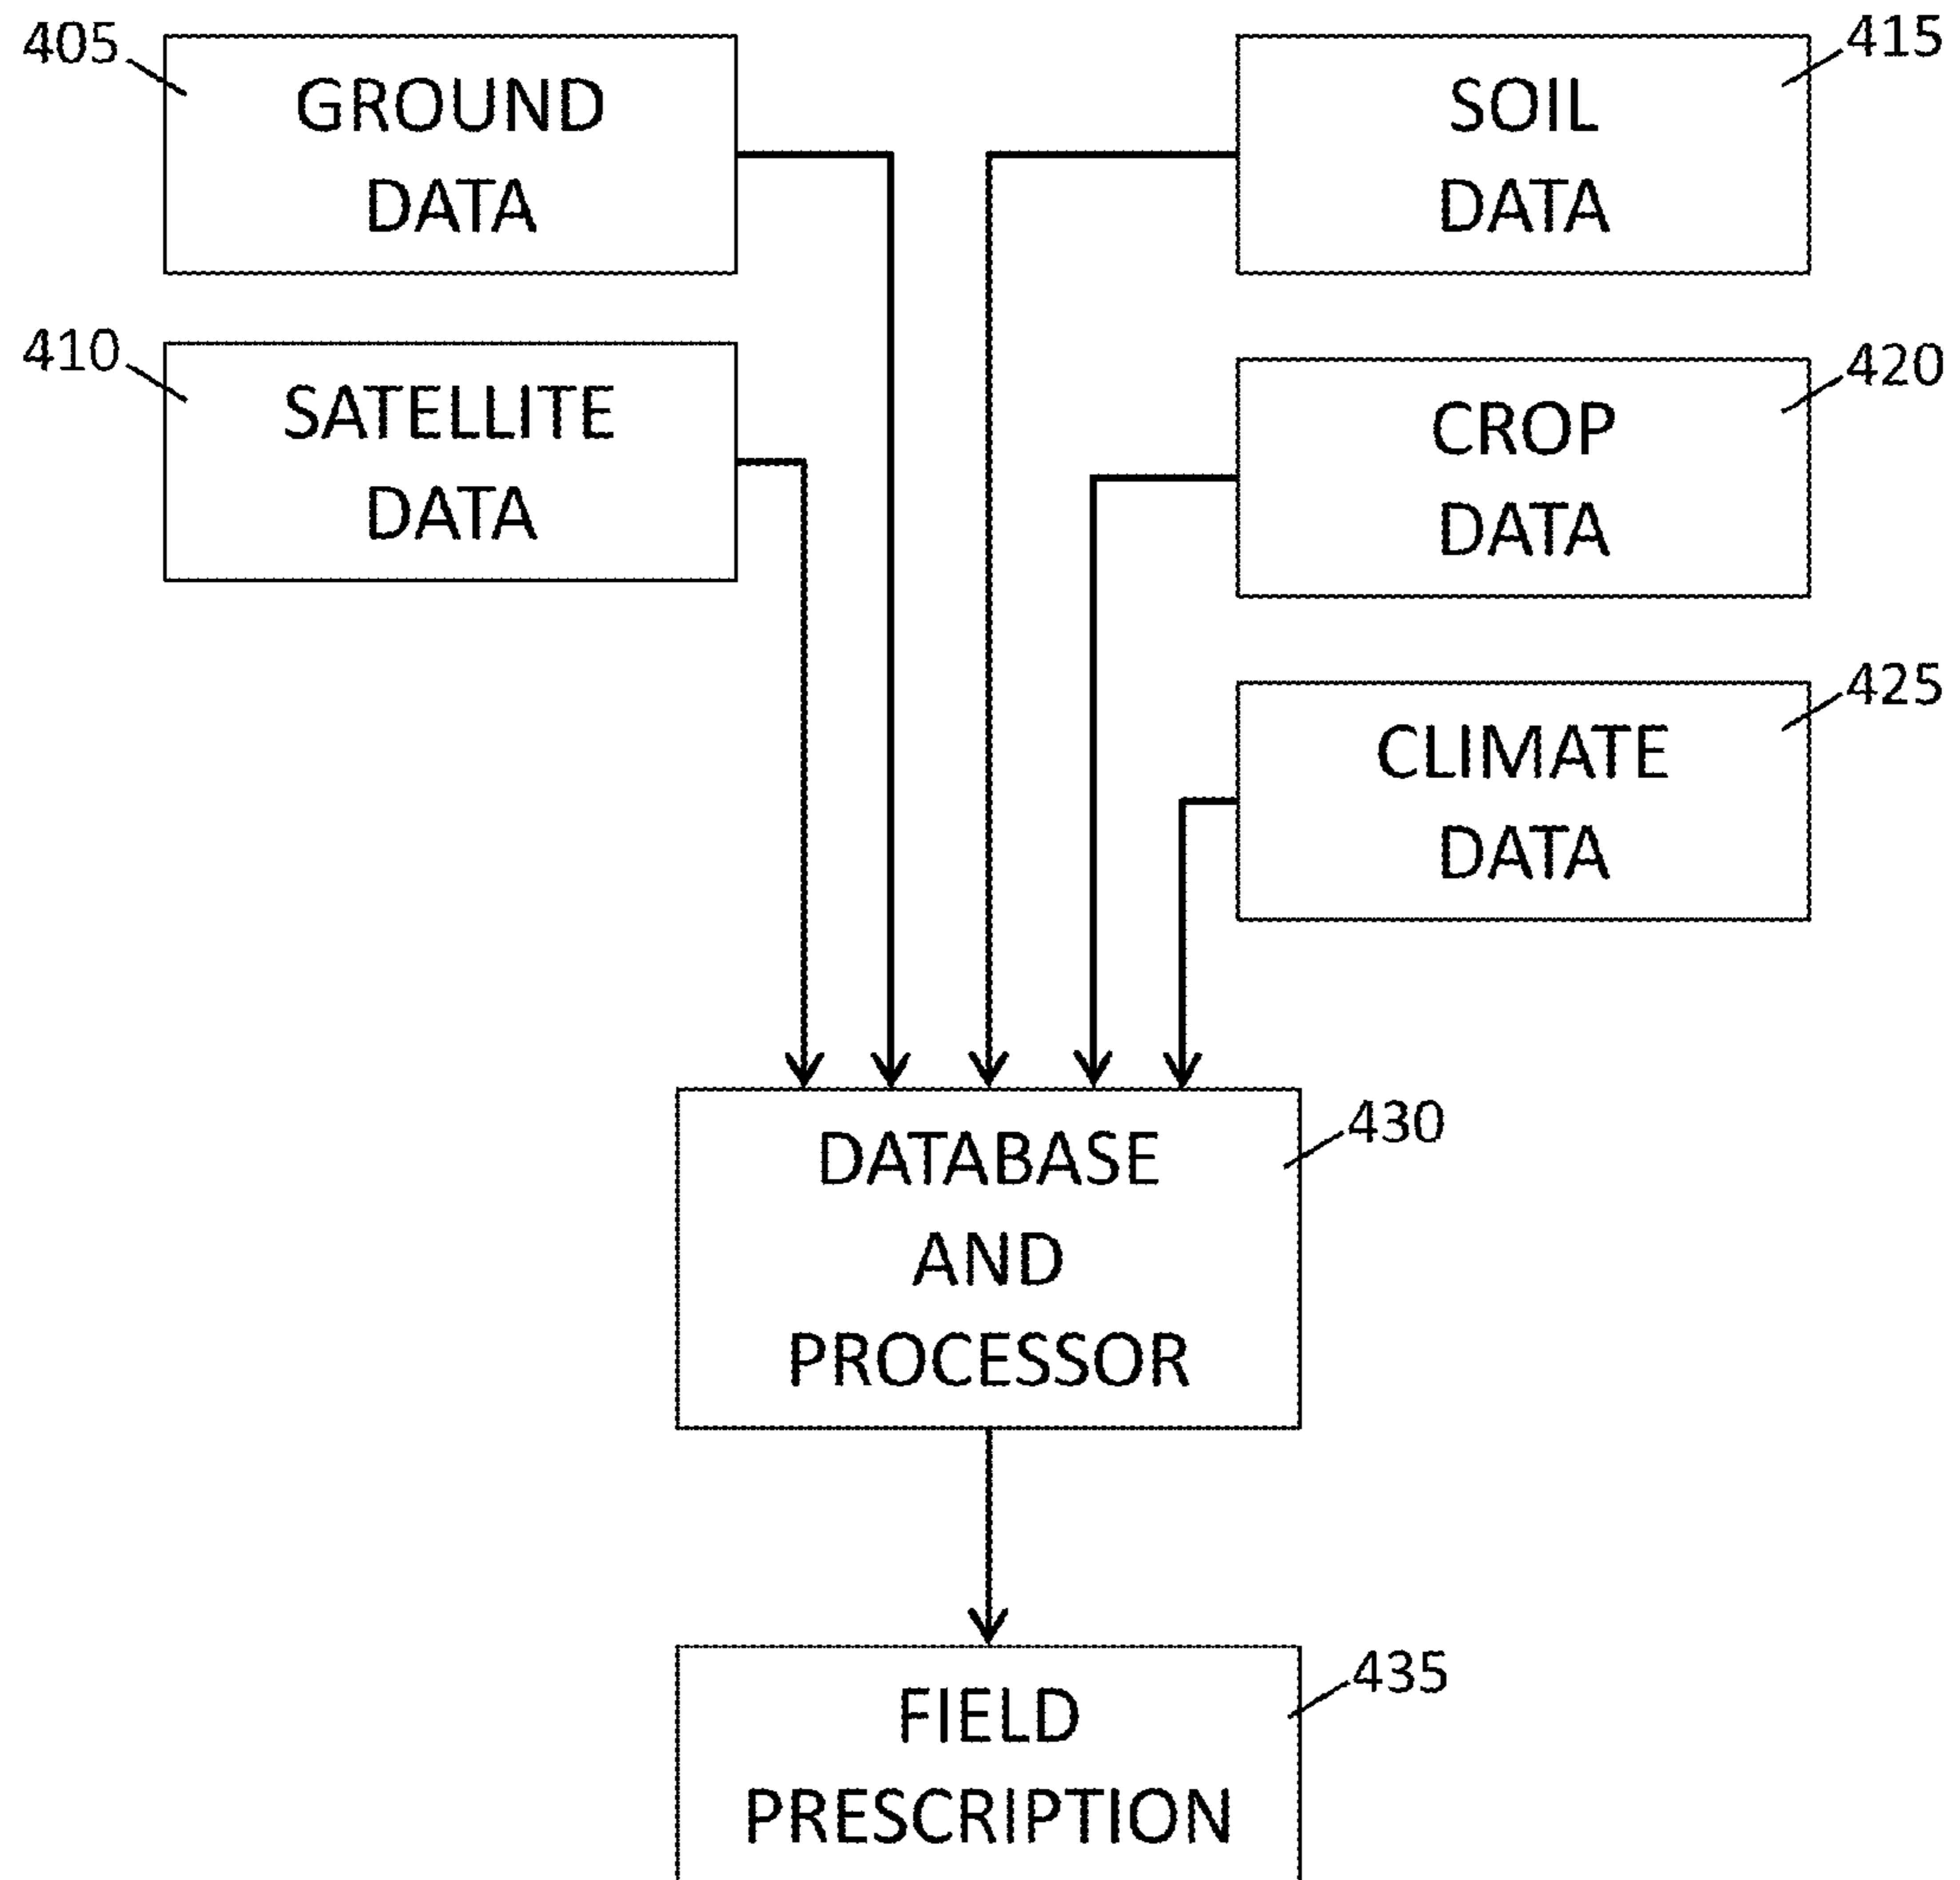 405
GROUND
DATA
410
SATELLITE
DATA
415
SOIL
DATA
420
CROP
DATA
425
CLIMATE
DATA
430
DATABASE
AND
PROCESSOR
435
FIELD
PRESCRIPTION